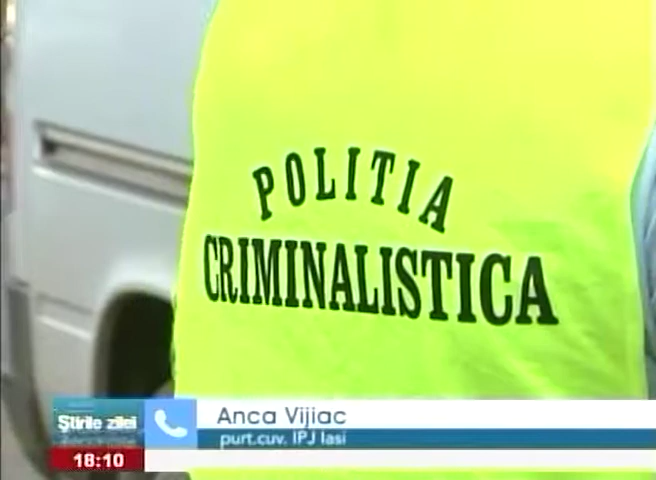 POLITIA
CRIMINALISTICA
Anca Vijiac
Știrile zilei
purt.cuv. IPJ Iasi
18:10